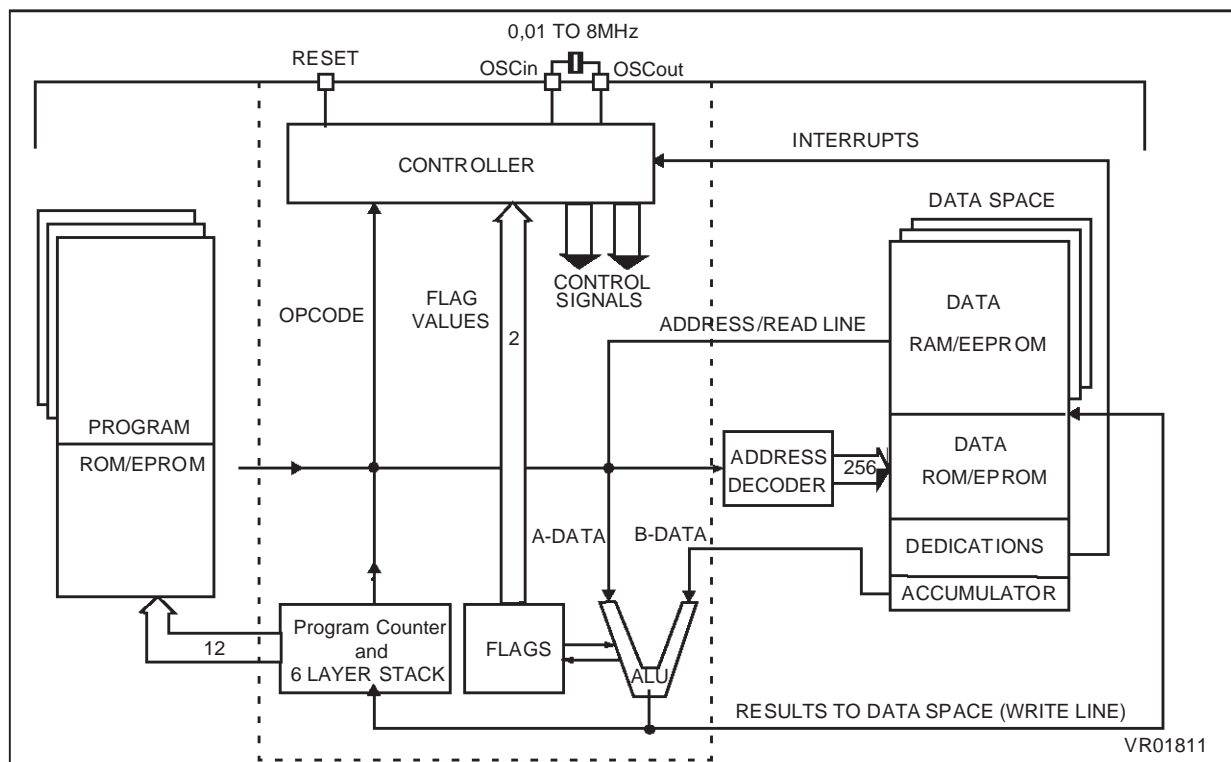 0,01 TO 8MHz
RESET
OSCin
OSCout
INTERRUPTS
CONTROLLER
DATA SPACE
CONTROL
SIGNALS
OPCODE
FLAG
VALUES
2
ADDRESS/READ LINE
DATA
RAM/EEPROM
PROGRAM
ROM/EPROM
ADDRESS
DECODER
256
DATA
ROM/EPROM
A-DATA
B-DATA
DEDICATIONS
ACCUMULATOR
12
Program Counter
and
6 LAYER STACK
FLAGS
ALU
RESULTS TO DATA SPACE (WRITE LINE)
VR01811